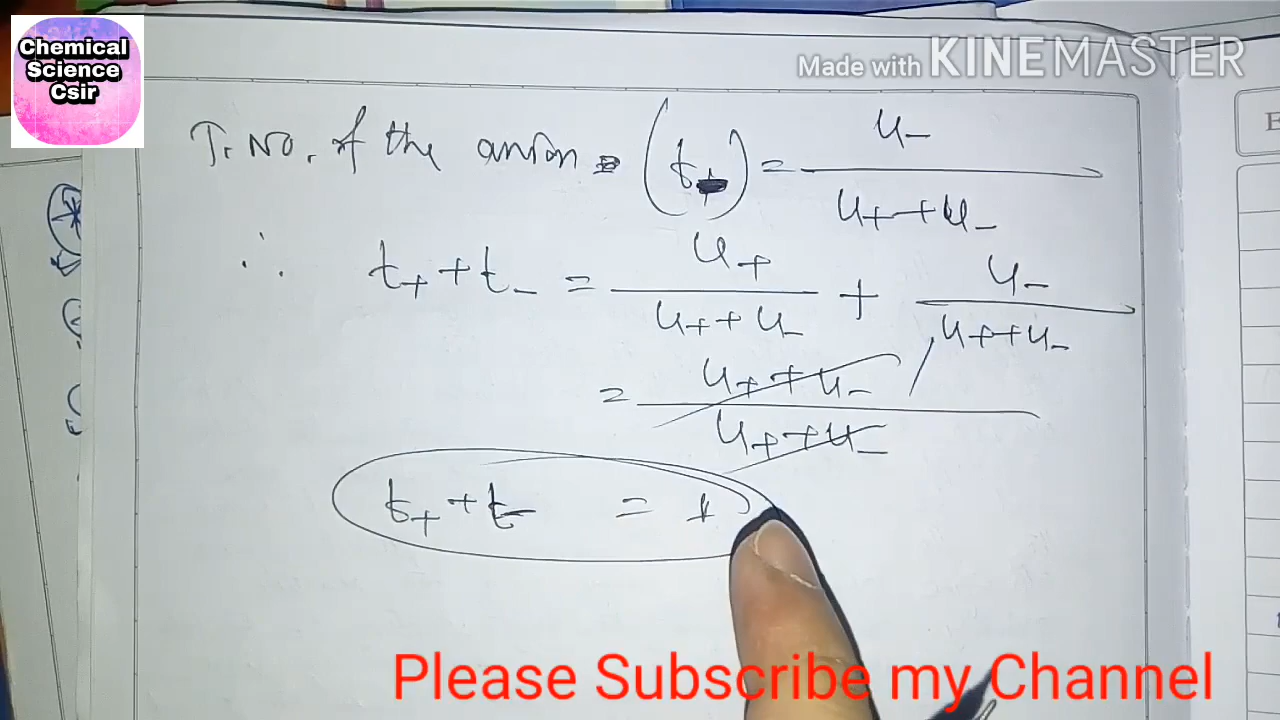 Chemical
Science
Csir
Made with KINEMASTER
T. No. of the anion (t-) = u- / u+ + u-
∴ t+ + t- = u+ / u+ + u- + u- / u+ + u-
= u+ + u- / u+ + u-
t+ + t- = 1
E
Please Subscribe my Channel